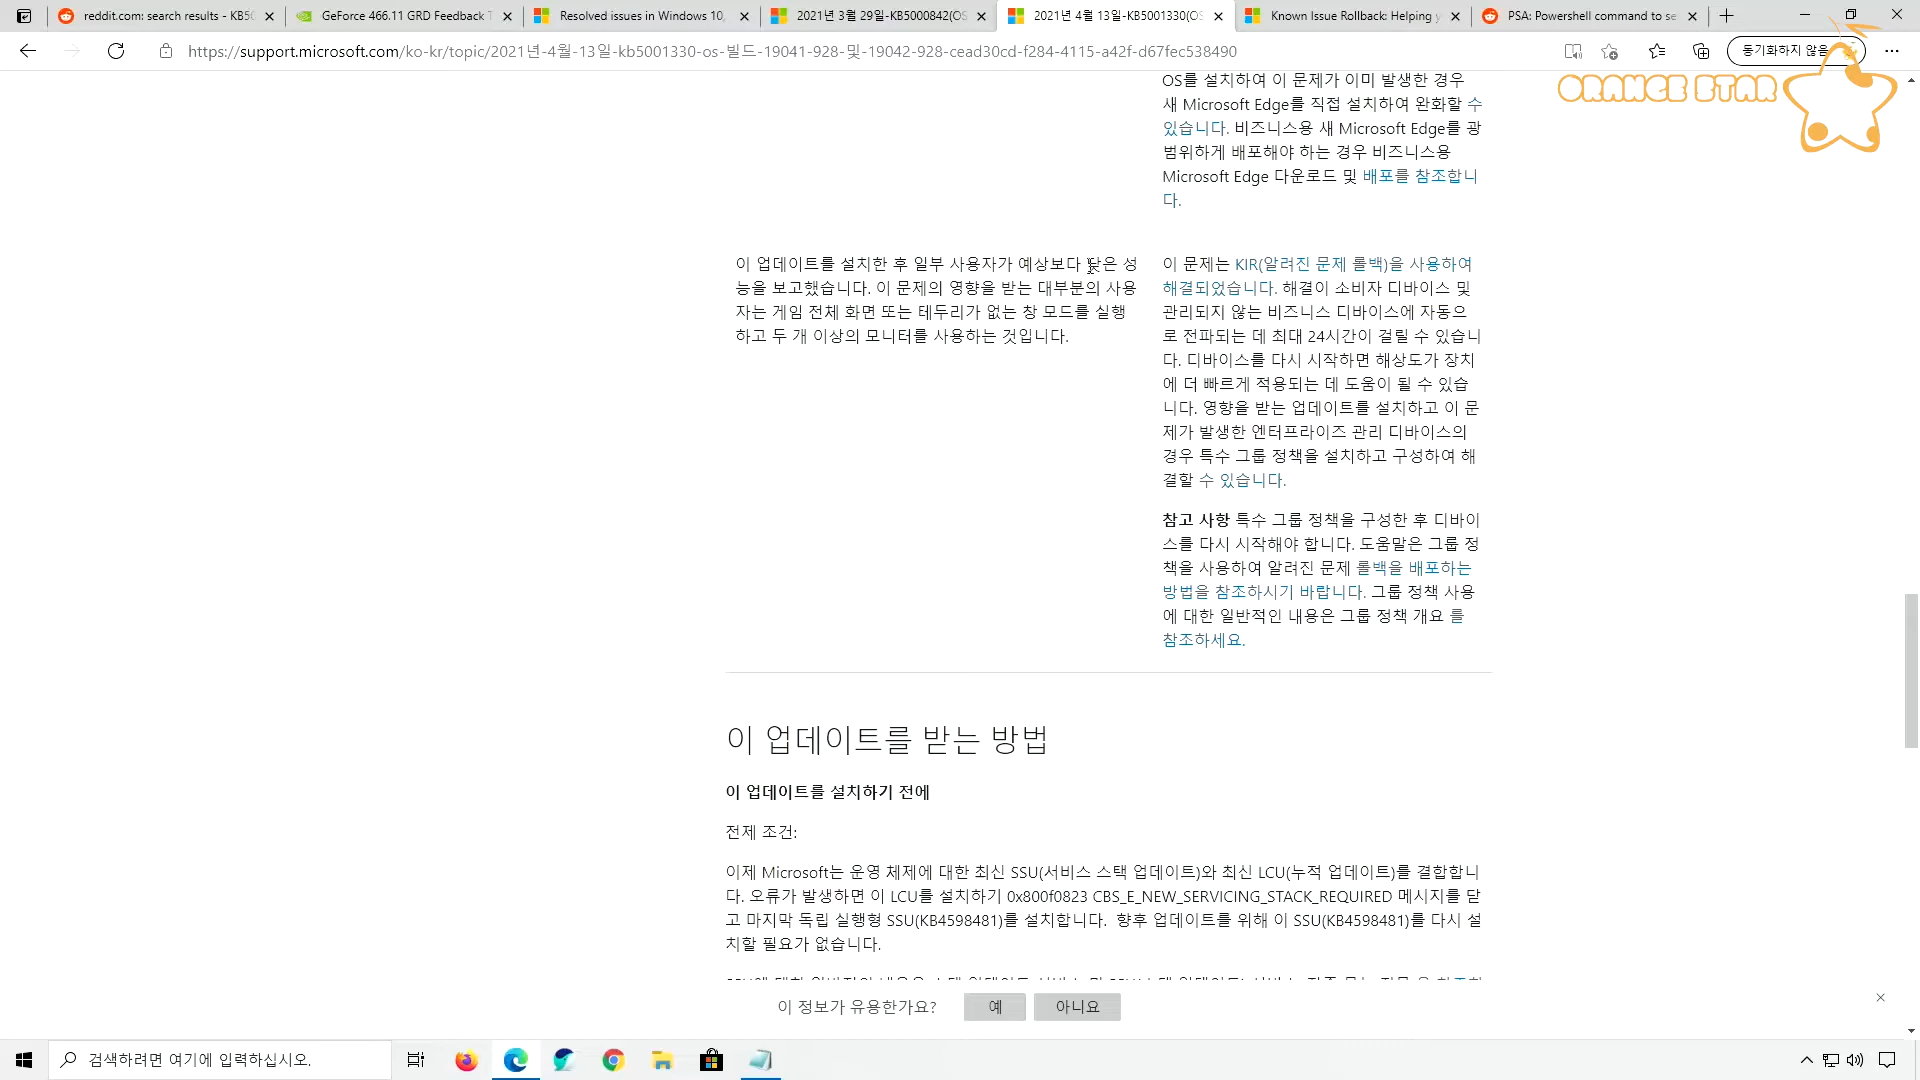 reddit.com: search results - KB50
GeForce 466.11 GRD Feedback T
Resolved issues in Windows 10,
2021년 3월 29일-KB5000842(OS
2021년 4월 13일-KB5001330(OS
Known Issue Rollback: Helping y
PSA: Powershell command to se
https://support.microsoft.com/ko-kr/topic/2021년-4월-13일-kb5001330-os-빌드-19041-928-및-19042-928-cead30cd-f284-4115-a42f-d67fec538490
동기화하지 않음
ORANGE STAR
OS를 설치하여 이 문제가 이미 발생한 경우
새 Microsoft Edge를 직접 설치하여 완화할 수
있습니다. 비즈니스용 새 Microsoft Edge를 광
범위하게 배포해야 하는 경우 비즈니스용
Microsoft Edge 다운로드 및 배포를 참조합니
다.
이 업데이트를 설치한 후 일부 사용자가 예상보다 낮은 성
능을 보고했습니다. 이 문제의 영향을 받는 대부분의 사용
자는 게임 전체 화면 또는 테두리가 없는 창 모드를 실행
하고 두 개 이상의 모니터를 사용하는 것입니다.
이 문제는 KIR(알려진 문제 롤백)을 사용하여
해결되었습니다. 해결이 소비자 디바이스 및
관리되지 않는 비즈니스 디바이스에 자동으
로 전파되는 데 최대 24시간이 걸릴 수 있습니
다. 디바이스를 다시 시작하면 해상도가 장치
에 더 빠르게 적용되는 데 도움이 될 수 있습
니다. 영향을 받는 업데이트를 설치하고 이 문
제가 발생한 엔터프라이즈 관리 디바이스의
경우 특수 그룹 정책을 설치하고 구성하여 해
결할 수 있습니다.
참고 사항 특수 그룹 정책을 구성한 후 디바이
스를 다시 시작해야 합니다. 도움말은 그룹 정
책을 사용하여 알려진 문제 롤백을 배포하는
방법을 참조하시기 바랍니다. 그룹 정책 사용
에 대한 일반적인 내용은 그룹 정책 개요 를
참조하세요.
이 업데이트를 받는 방법
이 업데이트를 설치하기 전에
전제 조건:
이제 Microsoft는 운영 체제에 대한 최신 SSU(서비스 스택 업데이트)와 최신 LCU(누적 업데이트)를 결합합니
다. 오류가 발생하면 이 LCU를 설치하기 0x800f0823 CBS_E_NEW_SERVICING_STACK_REQUIRED 메시지를 닫
고 마지막 독립 실행형 SSU(KB4598481)를 설치합니다. 향후 업데이트를 위해 이 SSU(KB4598481)를 다시 설
치할 필요가 없습니다.
이 정보가 유용한가요?
예
아니요
검색하려면 여기에 입력하십시오.